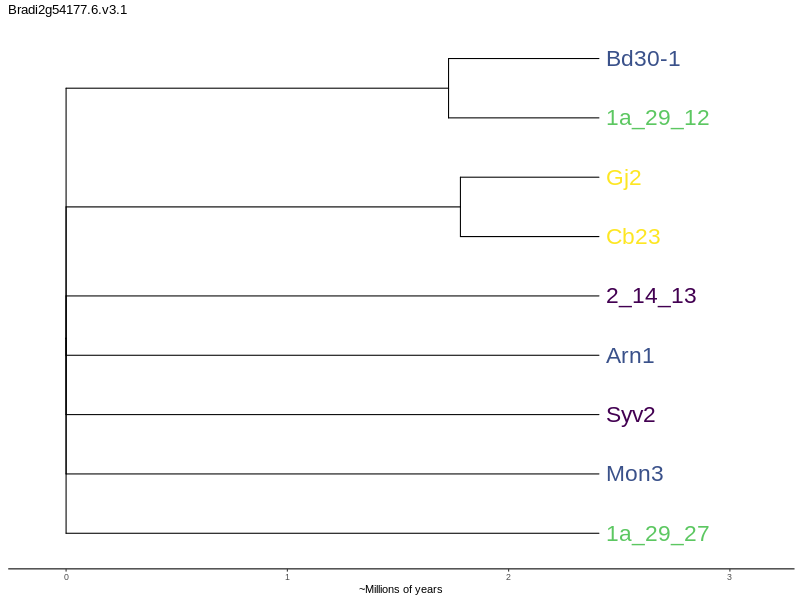 Bradi2g54177.6.v3.1
Bd30-1
1a_29_12
Gj2
Cb23
2_14_13
Arn1
Syv2
Mon3
1a_29_27
0 1 2 3
~Millions of years